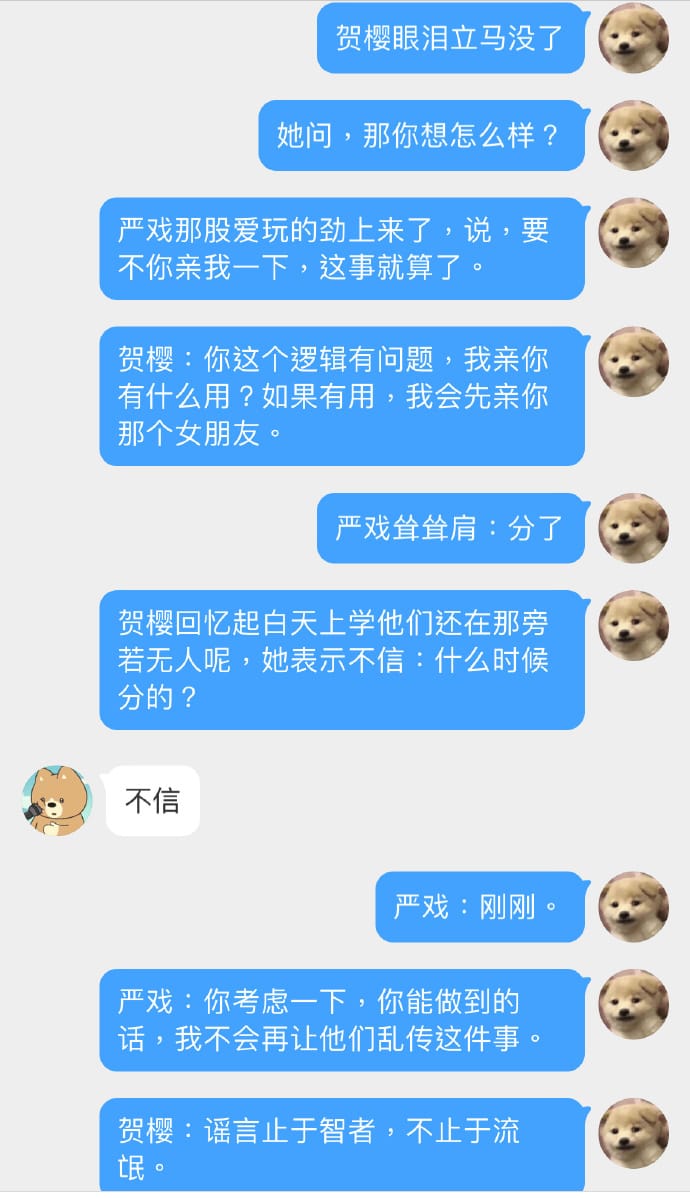 贺樱眼泪立马没了
她问，那你想怎么样？
严戏那股爱玩的劲上来了，说，要
不你亲我一下，这事就算了。
贺樱：你这个逻辑有问题，我亲你
有什么用？如果有用，我会先亲你
那个女朋友。
严戏耸耸肩：分了
贺樱回忆起白天上学他们还在那旁
若无人呢，她表示不信：什么时候
分的？
不信
严戏：刚刚。
严戏：你考虑一下，你能做到的
话，我不会再让他们乱传这件事。
贺樱：谣言止于智者，不止于流
氓。